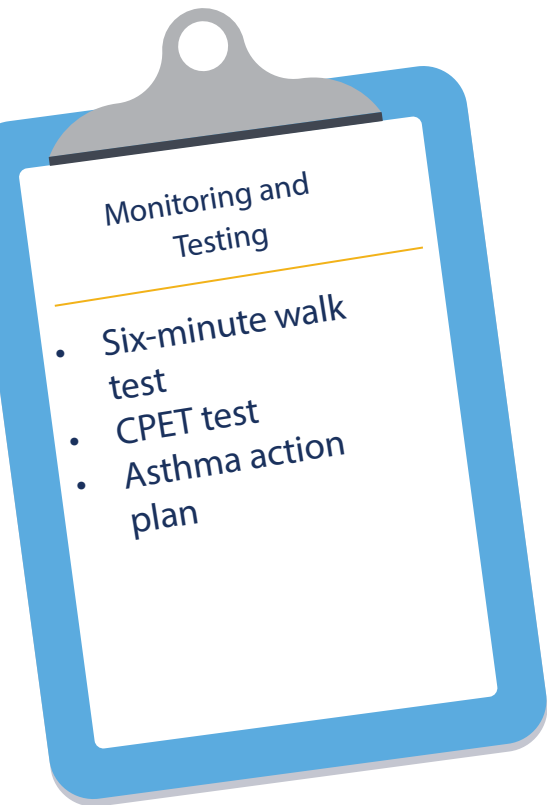 Monitoring and
Testing
• Six-minute walk
test
• CPET test
• Asthma action
plan